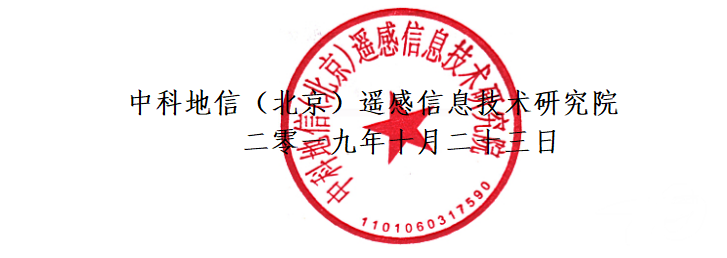 中科地信（北京）遥感信息技术研究院
二零一九年十月二十三日
中科地信(北京)遥感信息技术研究院
1101060317590